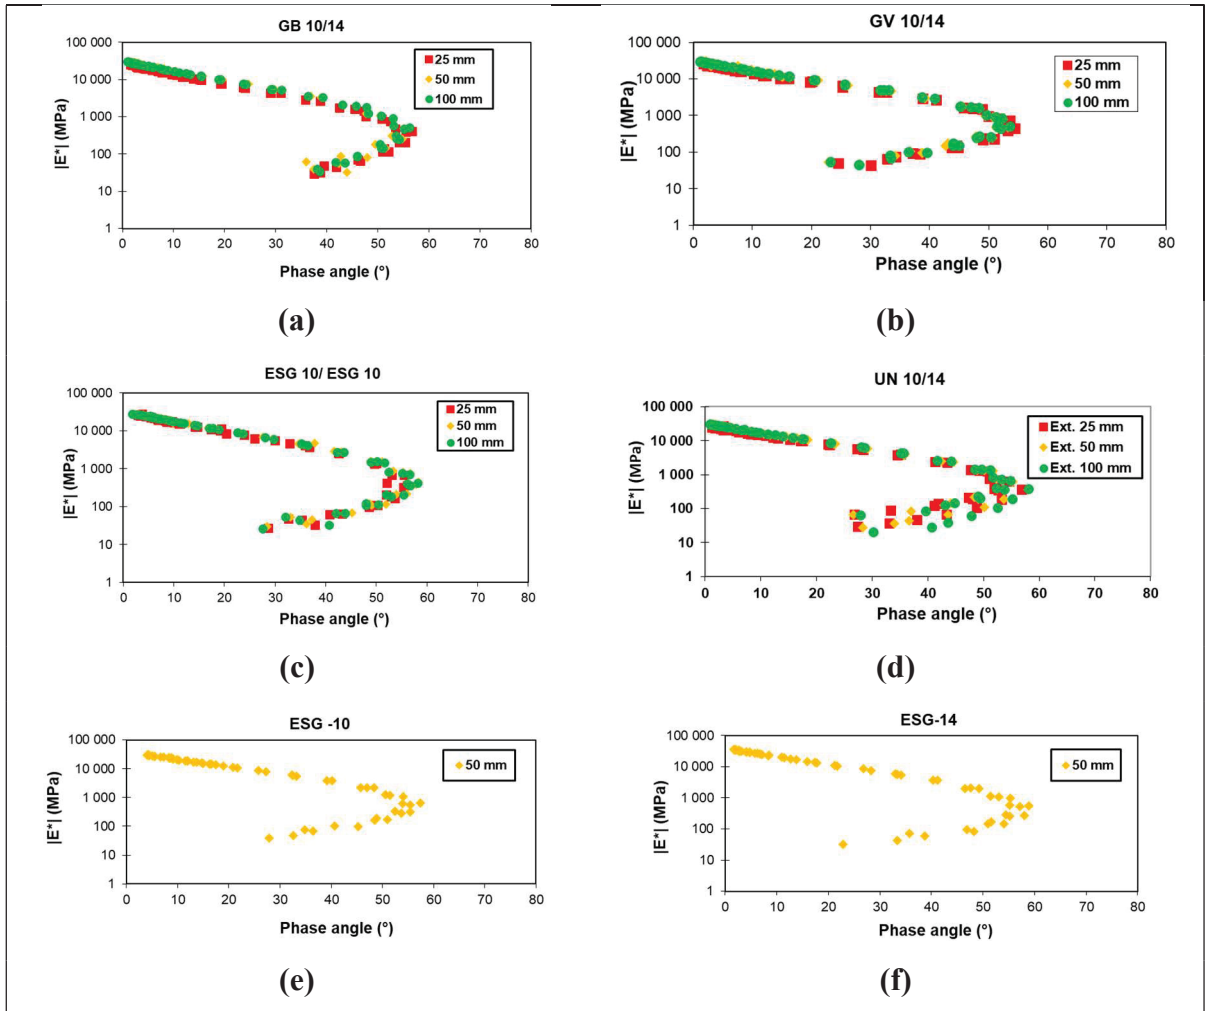 GB 10/14
|E*| (MPa)
100 000
10 000
1 000
100
10
1
0 10 20 30 40 50 60 70 80
Phase angle (°)
25 mm
50 mm
100 mm
(a)
GV 10/14
|E*| (MPa)
100 000
10 000
1 000
100
10
1
0 10 20 30 40 50 60 70 80
Phase angle (°)
25 mm
50 mm
100 mm
(b)
ESG 10/ ESG 10
|E*| (MPa)
100 000
10 000
1 000
100
10
1
0 10 20 30 40 50 60 70 80
Phase angle (°)
25 mm
50 mm
100 mm
(c)
UN 10/14
|E*| (MPa)
100 000
10 000
1 000
100
10
1
0 10 20 30 40 50 60 70 80
Phase angle (°)
Ext. 25 mm
Ext. 50 mm
Ext. 100 mm
(d)
ESG -10
|E*| (MPa)
100 000
10 000
1 000
100
10
1
0 10 20 30 40 50 60 70 80
Phase angle (°)
50 mm
(e)
ESG-14
|E*| (MPa)
100 000
10 000
1 000
100
10
1
0 10 20 30 40 50 60 70 80
Phase angle (°)
50 mm
(f)